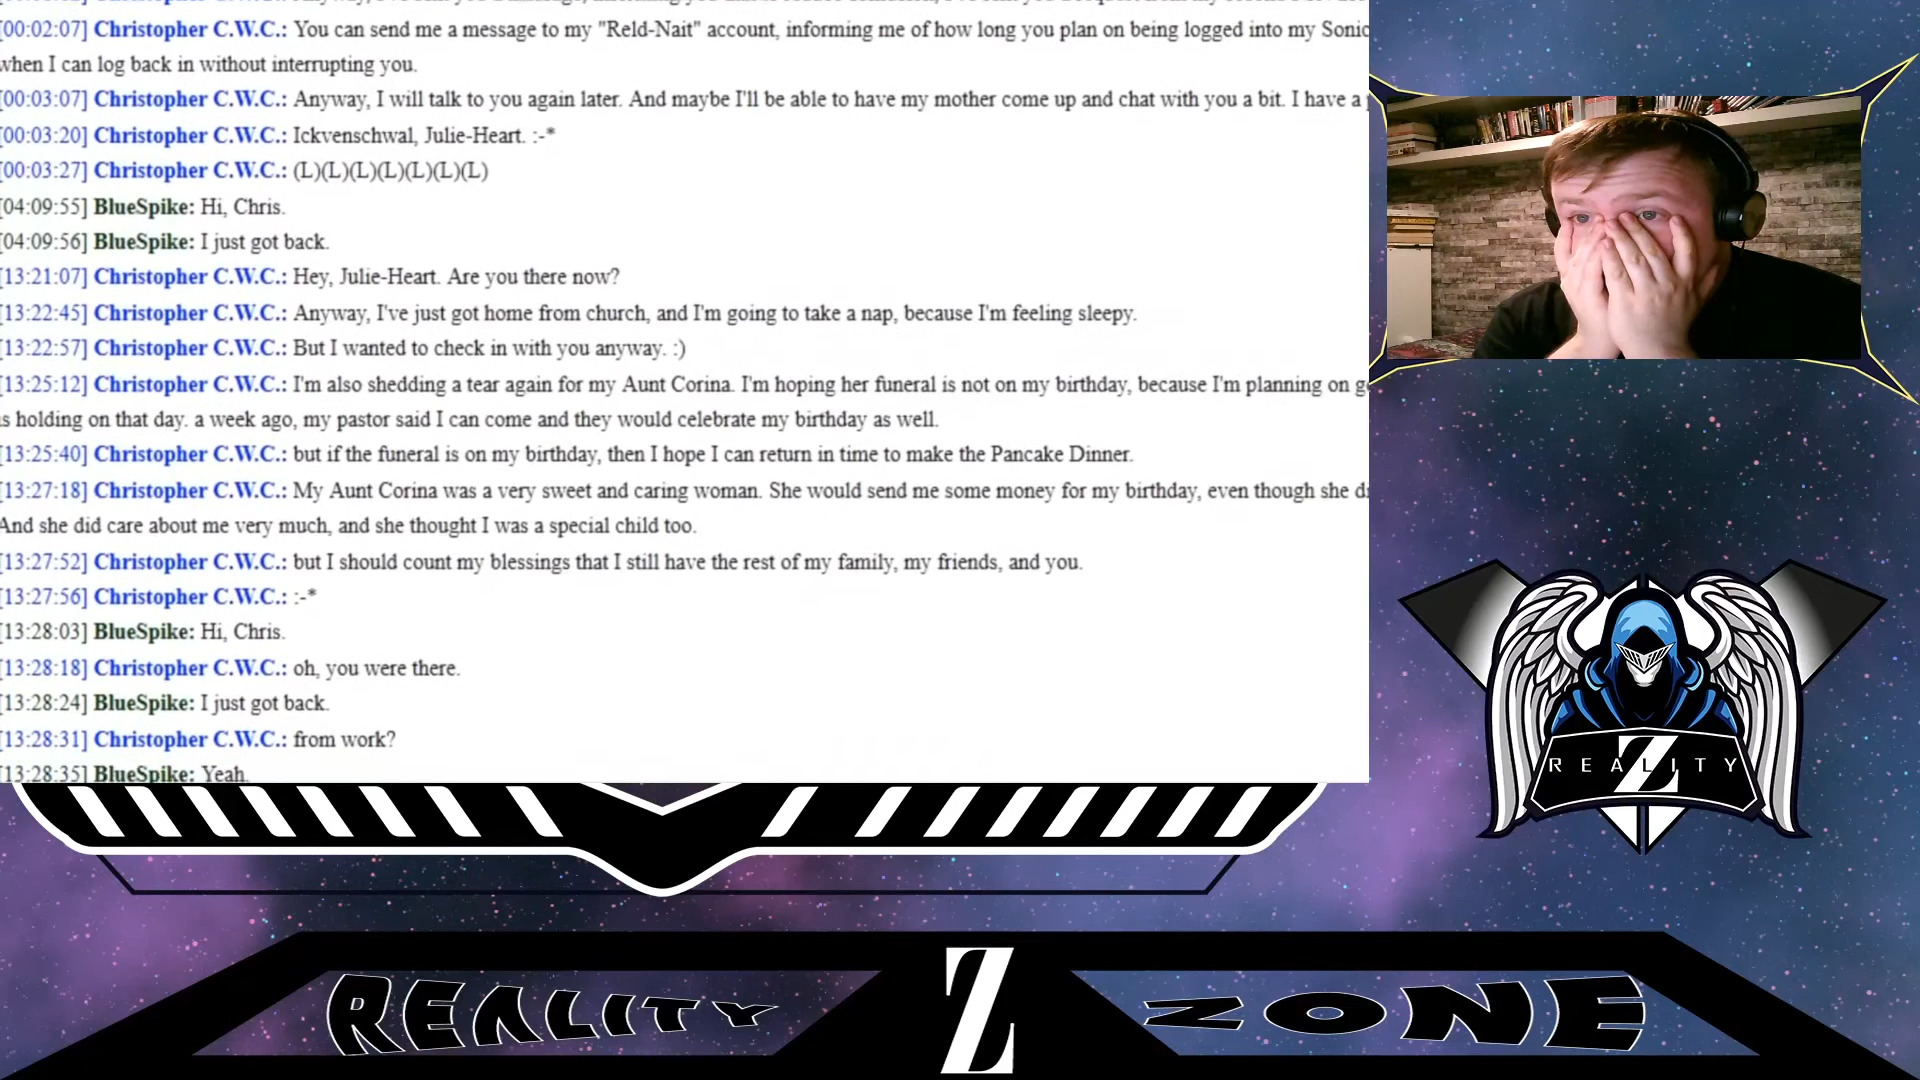 [00:02:07] Christopher C.W.C.: You can send me a message to my "Reld-Nait" account, informing me of how long you plan on being logged into my Sonic
when I can log back in without interrupting you.
[00:03:07] Christopher C.W.C.: Anyway, I will talk to you again later. And maybe I'll be able to have my mother come up and chat with you a bit. I have a
[00:03:20] Christopher C.W.C.: Ickvenschwal, Julie-Heart. :-*
[00:03:27] Christopher C.W.C.: (L)(L)(L)(L)(L)(L)(L)
[04:09:55] BlueSpike: Hi, Chris.
[04:09:56] BlueSpike: I just got back.
[13:21:07] Christopher C.W.C.: Hey, Julie-Heart. Are you there now?
[13:22:45] Christopher C.W.C.: Anyway, I've just got home from church, and I'm going to take a nap, because I'm feeling sleepy.
[13:22:57] Christopher C.W.C.: But I wanted to check in with you anyway. :)
[13:25:12] Christopher C.W.C.: I'm also shedding a tear again for my Aunt Corina. I'm hoping her funeral is not on my birthday, because I'm planning on
is holding on that day. a week ago, my pastor said I can come and they would celebrate my birthday as well.
[13:25:40] Christopher C.W.C.: but if the funeral is on my birthday, then I hope I can return in time to make the Pancake Dinner.
[13:27:18] Christopher C.W.C.: My Aunt Corina was a very sweet and caring woman. She would send me some money for my birthday, even though she
And she did care about me very much, and she thought I was a special child too.
[13:27:52] Christopher C.W.C.: but I should count my blessings that I still have the rest of my family, my friends, and you.
[13:27:56] Christopher C.W.C.: :-*
[13:28:03] BlueSpike: Hi, Chris.
[13:28:18] Christopher C.W.C.: oh, you were there.
[13:28:24] BlueSpike: I just got back.
[13:28:31] Christopher C.W.C.: from work?
[13:28:35] BlueSpike: Yeah.
REALITY
Z
REALITY Z ZONE